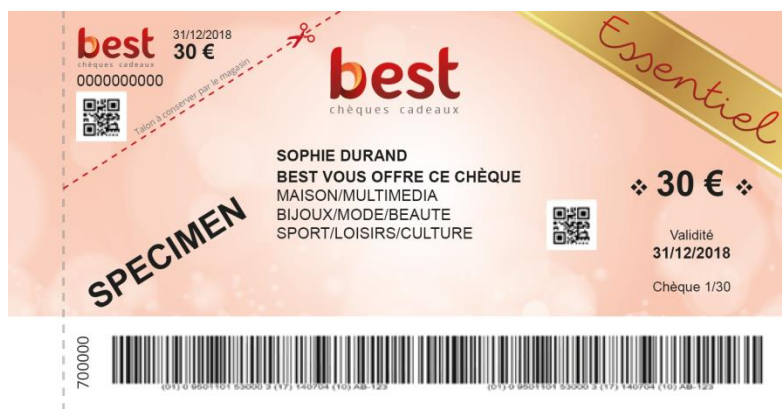 best
chèques cadeaux
31/12/2018
30 €
0000000000
Talon à conserver par le magasin
best
chèques cadeaux
Essentiel
SOPHIE DURAND
BEST VOUS OFFRE CE CHÈQUE
MAISON/MULTIMEDIA
BIJOUX/MODE/BEAUTE
SPORT/LOISIRS/CULTURE
❖ 30 € ❖
Validité
31/12/2018
Chèque 1/30
SPECIMEN
700000
(01) 0 9501101 53000 3 (17) 140704 (10) AB-123
(01) 0 9501101 53000 3 (17) 140704 (10) AB-123